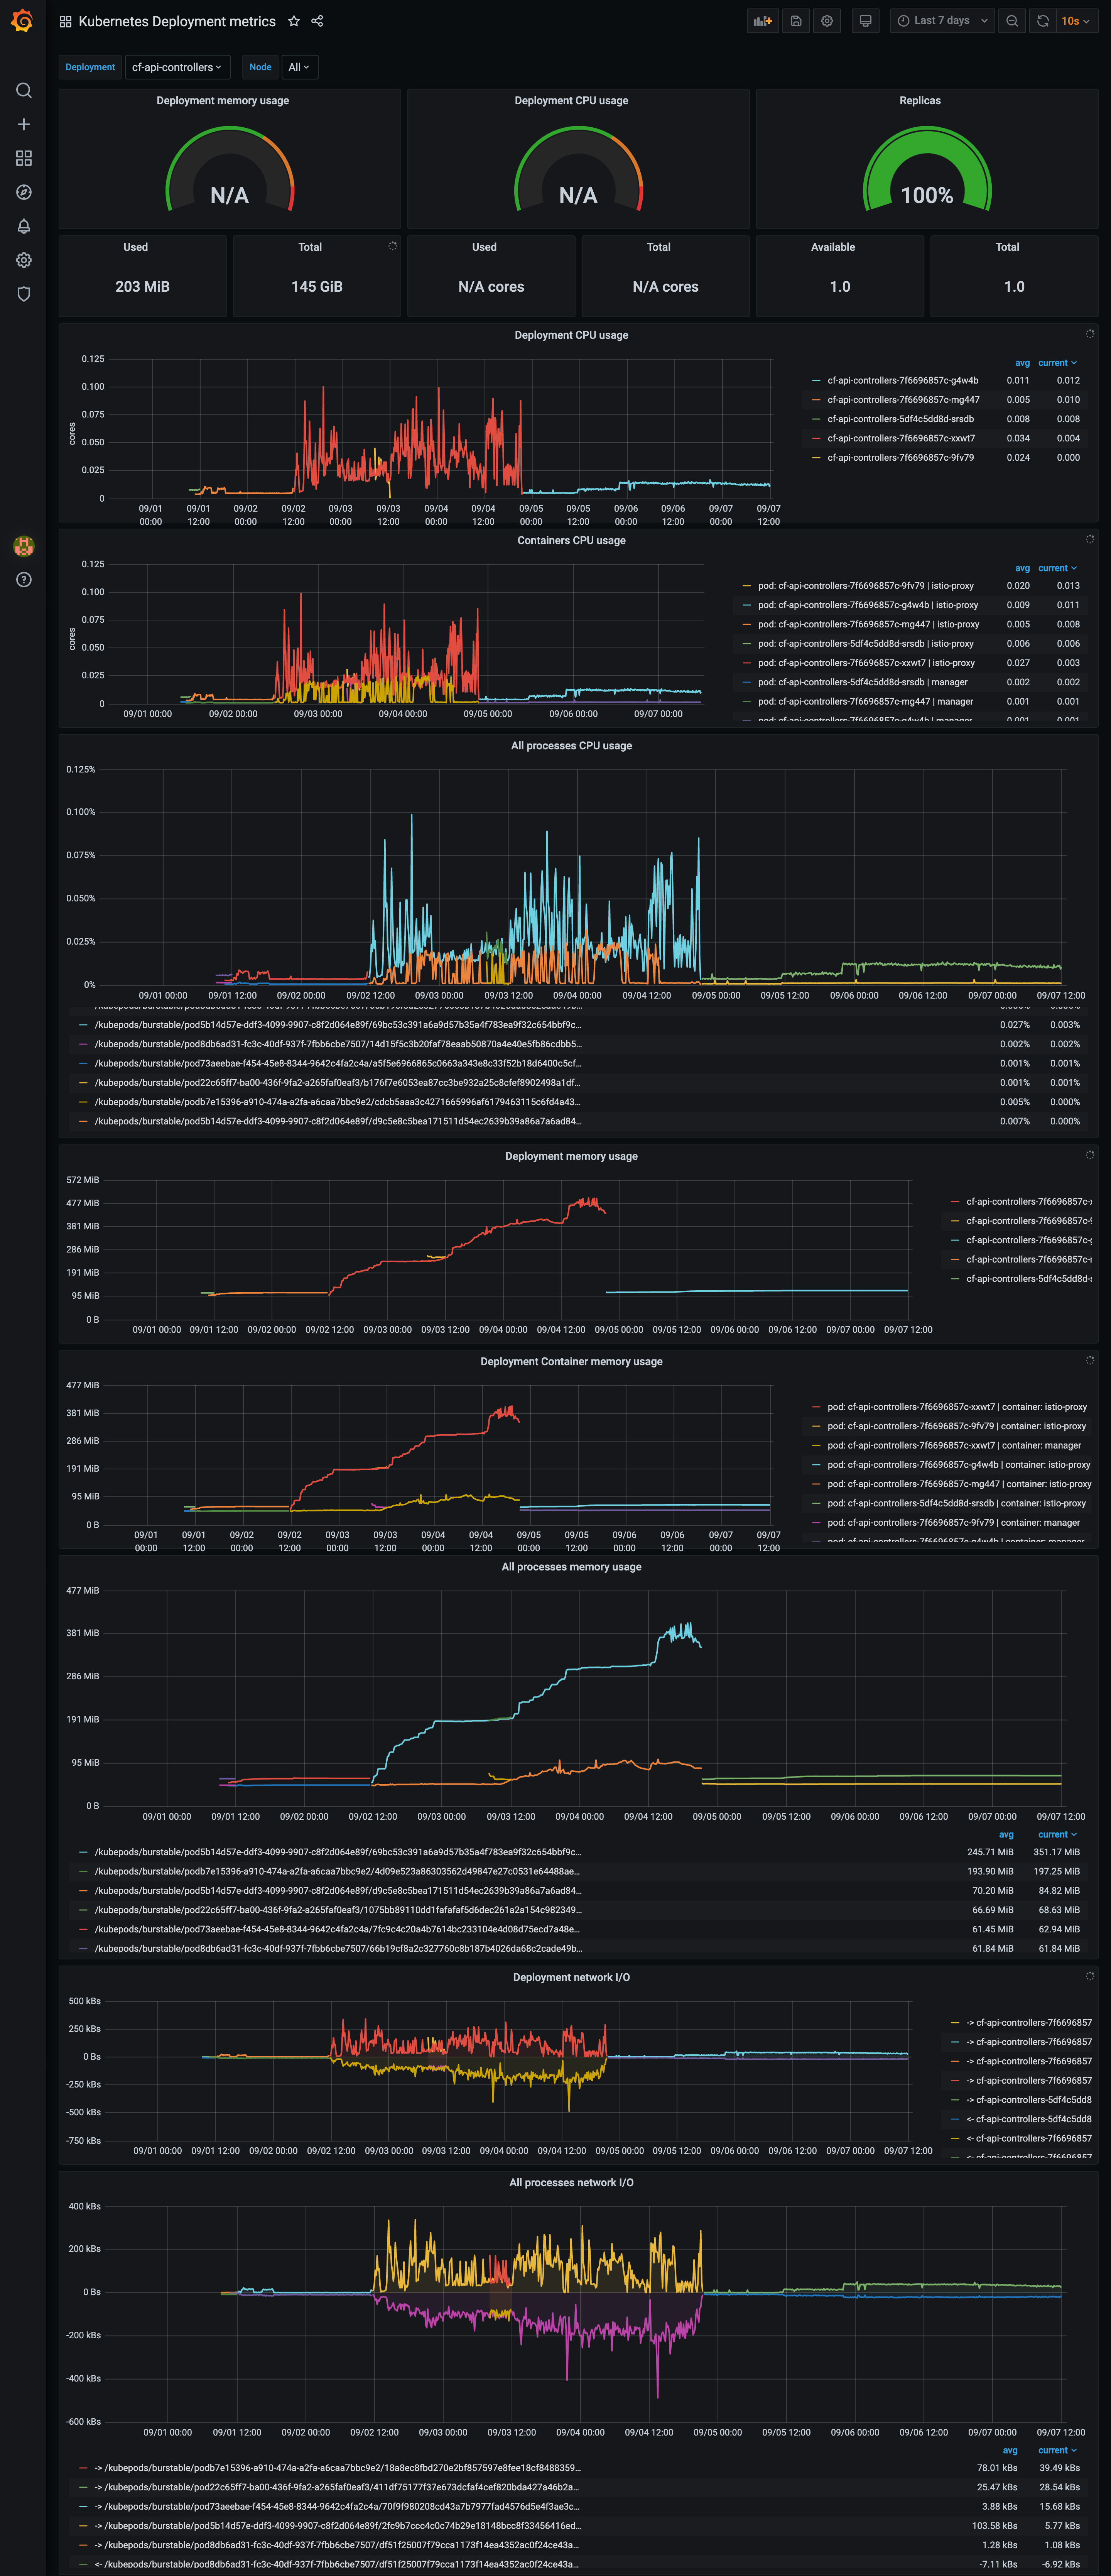 Kubernetes Deployment metrics
Last 7 days
10s
Deployment cf-api-controllers Node All
Deployment memory usage
N/A
Deployment CPU usage
N/A
Replicas
100%
Used
203 MiB
Total
145 GiB
Used
N/A cores
Total
N/A cores
Available
1.0
Total
1.0
Deployment CPU usage
cores
0.125
0.100
0.075
0.050
0.025
0
09/01 00:00 09/01 12:00 09/02 00:00 09/02 12:00 09/03 00:00 09/03 12:00 09/04 00:00 09/04 12:00 09/05 00:00 09/05 12:00 09/06 00:00 09/06 12:00 09/07 00:00 09/07 12:00
avg current
cf-api-controllers-7f6696857c-g4w4b 0.011 0.012
cf-api-controllers-7f6696857c-mg447 0.005 0.010
cf-api-controllers-5df4c5dd8d-srsdb 0.008 0.008
cf-api-controllers-7f6696857c-xxwt7 0.034 0.004
cf-api-controllers-7f6696857c-9fv79 0.024 0.000
Containers CPU usage
cores
0.125
0.100
0.075
0.050
0.025
0
09/01 00:00 09/02 00:00 09/03 00:00 09/04 00:00 09/05 00:00 09/06 00:00 09/07 00:00
avg current
pod: cf-api-controllers-7f6696857c-9fv79 | istio-proxy 0.020 0.013
pod: cf-api-controllers-7f6696857c-g4w4b | istio-proxy 0.009 0.011
pod: cf-api-controllers-7f6696857c-mg447 | istio-proxy 0.005 0.008
pod: cf-api-controllers-5df4c5dd8d-srsdb | istio-proxy 0.006 0.006
pod: cf-api-controllers-7f6696857c-xxwt7 | istio-proxy 0.027 0.003
pod: cf-api-controllers-5df4c5dd8d-srsdb | manager 0.002 0.002
pod: cf-api-controllers-7f6696857c-mg447 | manager 0.001 0.001
pod: cf-api-controllers-7f6696857c-g4w4b | manager 0.001 0.001
All processes CPU usage
0.125%
0.100%
0.075%
0.050%
0.025%
0%
09/01 00:00 09/01 12:00 09/02 00:00 09/02 12:00 09/03 00:00 09/03 12:00 09/04 00:00 09/04 12:00 09/05 00:00 09/05 12:00 09/06 00:00 09/06 12:00 09/07 00:00 09/07 12:00
/kubepods/burstable/pod5b14d57e-ddf3-4099-9907-c8f2d064e89f/69bc53c391a6a9d57b35a4f783ea9f32c654bbf9c... 0.027% 0.003%
/kubepods/burstable/pod8db6ad31-fc3c-40df-937f-7fbb6cbe7507/14d15f5c3b20faf78eaab50870a4e40e5fb86cdbb5... 0.002% 0.002%
/kubepods/burstable/pod73aeebae-f454-45e8-8344-9642c4fa2c4a/a5f5e6966865c0663a343e8c33f52b18d6400c5cf... 0.001% 0.001%
/kubepods/burstable/pod22c65ff7-ba00-436f-9fa2-a265faf0eaf3/b176f7e6053ea87cc3be932a25c8cfef8902498a1df... 0.001% 0.001%
/kubepods/burstable/podb7e15396-a910-474a-a2fa-a6caa7bbc9e2/cdcb5aaa3c4271665996af6179463115c6fd4a43... 0.005% 0.000%
/kubepods/burstable/pod5b14d57e-ddf3-4099-9907-c8f2d064e89f/d9c5e8c5bea171511d54ec2639b39a86a7a6ad84... 0.007% 0.000%
Deployment memory usage
572 MiB
477 MiB
381 MiB
286 MiB
191 MiB
95 MiB
0 B
09/01 00:00 09/01 12:00 09/02 00:00 09/02 12:00 09/03 00:00 09/03 12:00 09/04 00:00 09/04 12:00 09/05 00:00 09/05 12:00 09/06 00:00 09/06 12:00 09/07 00:00 09/07 12:00
cf-api-controllers-7f6696857c-
cf-api-controllers-7f6696857c-
cf-api-controllers-7f6696857c-
cf-api-controllers-7f6696857c-
cf-api-controllers-5df4c5dd8d-
Deployment Container memory usage
477 MiB
381 MiB
286 MiB
191 MiB
95 MiB
0 B
09/01 00:00 09/01 12:00 09/02 00:00 09/02 12:00 09/03 00:00 09/03 12:00 09/04 00:00 09/04 12:00 09/05 00:00 09/05 12:00 09/06 00:00 09/06 12:00 09/07 00:00 09/07 12:00
pod: cf-api-controllers-7f6696857c-xxwt7 | container: istio-proxy
pod: cf-api-controllers-7f6696857c-9fv79 | container: istio-proxy
pod: cf-api-controllers-7f6696857c-xxwt7 | container: manager
pod: cf-api-controllers-7f6696857c-g4w4b | container: istio-proxy
pod: cf-api-controllers-7f6696857c-mg447 | container: istio-proxy
pod: cf-api-controllers-5df4c5dd8d-srsdb | container: istio-proxy
pod: cf-api-controllers-7f6696857c-9fv79 | container: manager
pod: cf-api-controllers-7f6696857c-g4w4b | container: manager
All processes memory usage
477 MiB
381 MiB
286 MiB
191 MiB
95 MiB
0 B
09/01 00:00 09/01 12:00 09/02 00:00 09/02 12:00 09/03 00:00 09/03 12:00 09/04 00:00 09/04 12:00 09/05 00:00 09/05 12:00 09/06 00:00 09/06 12:00 09/07 00:00 09/07 12:00
avg current
/kubepods/burstable/pod5b14d57e-ddf3-4099-9907-c8f2d064e89f/69bc53c391a6a9d57b35a4f783ea9f32c654bbf9c... 245.71 MiB 351.17 MiB
/kubepods/burstable/podb7e15396-a910-474a-a2fa-a6caa7bbc9e2/4d09e523a86303562d49847e27c0531e64488ae... 193.90 MiB 197.25 MiB
/kubepods/burstable/pod5b14d57e-ddf3-4099-9907-c8f2d064e89f/d9c5e8c5bea171511d54ec2639b39a86a7a6ad84... 70.20 MiB 84.82 MiB
/kubepods/burstable/pod22c65ff7-ba00-436f-9fa2-a265faf0eaf3/1075bb89110dd1fafafaf5d6dec261a2a154c982349... 66.69 MiB 68.63 MiB
/kubepods/burstable/pod73aeebae-f454-45e8-8344-9642c4fa2c4a/7fc9c4c20a4b7614bc233104e4d08d75ecd7a48e... 61.45 MiB 62.94 MiB
/kubepods/burstable/pod8db6ad31-fc3c-40df-937f-7fbb6cbe7507/66b19cf8a2c327760c8b187b4026da68c2cade49b... 61.84 MiB 61.84 MiB
Deployment network I/O
500 kBs
250 kBs
0 Bs
-250 kBs
-500 kBs
-750 kBs
09/01 00:00 09/01 12:00 09/02 00:00 09/02 12:00 09/03 00:00 09/03 12:00 09/04 00:00 09/04 12:00 09/05 00:00 09/05 12:00 09/06 00:00 09/06 12:00 09/07 00:00 09/07 12:00
-> cf-api-controllers-7f6696857
-> cf-api-controllers-7f6696857
-> cf-api-controllers-7f6696857
-> cf-api-controllers-7f6696857
-> cf-api-controllers-5df4c5dd8
<- cf-api-controllers-5df4c5dd8
<- cf-api-controllers-7f6696857
<- cf-api-controllers-7f6696857
All processes network I/O
400 kBs
200 kBs
0 Bs
-200 kBs
-400 kBs
-600 kBs
09/01 00:00 09/01 12:00 09/02 00:00 09/02 12:00 09/03 00:00 09/03 12:00 09/04 00:00 09/04 12:00 09/05 00:00 09/05 12:00 09/06 00:00 09/06 12:00 09/07 00:00 09/07 12:00
avg current
-> /kubepods/burstable/podb7e15396-a910-474a-a2fa-a6caa7bbc9e2/18a8ec8fbd270e2bf857597e8fee18cf8488359... 78.01 kBs 39.49 kBs
-> /kubepods/burstable/pod22c65ff7-ba00-436f-9fa2-a265faf0eaf3/411df75177f37e673dcfaf4cef820bda427a46b2a... 25.47 kBs 28.54 kBs
-> /kubepods/burstable/pod73aeebae-f454-45e8-8344-9642c4fa2c4a/70f9f980208cd43a7b7977fad4576d5e4f3ae3c... 3.88 kBs 15.68 kBs
-> /kubepods/burstable/pod5b14d57e-ddf3-4099-9907-c8f2d064e89f/2fc9b7ccc4c0c74b29e18148bcc8f33456416ed... 103.58 kBs 5.77 kBs
-> /kubepods/burstable/pod8db6ad31-fc3c-40df-937f-7fbb6cbe7507/df51f25007f79cca1173f14ea4352ac0f24ce43a... 1.28 kBs 1.08 kBs
<- /kubepods/burstable/pod8db6ad31-fc3c-40df-937f-7fbb6cbe7507/df51f25007f79cca1173f14ea4352ac0f24ce43a... -7.11 kBs -6.92 kBs